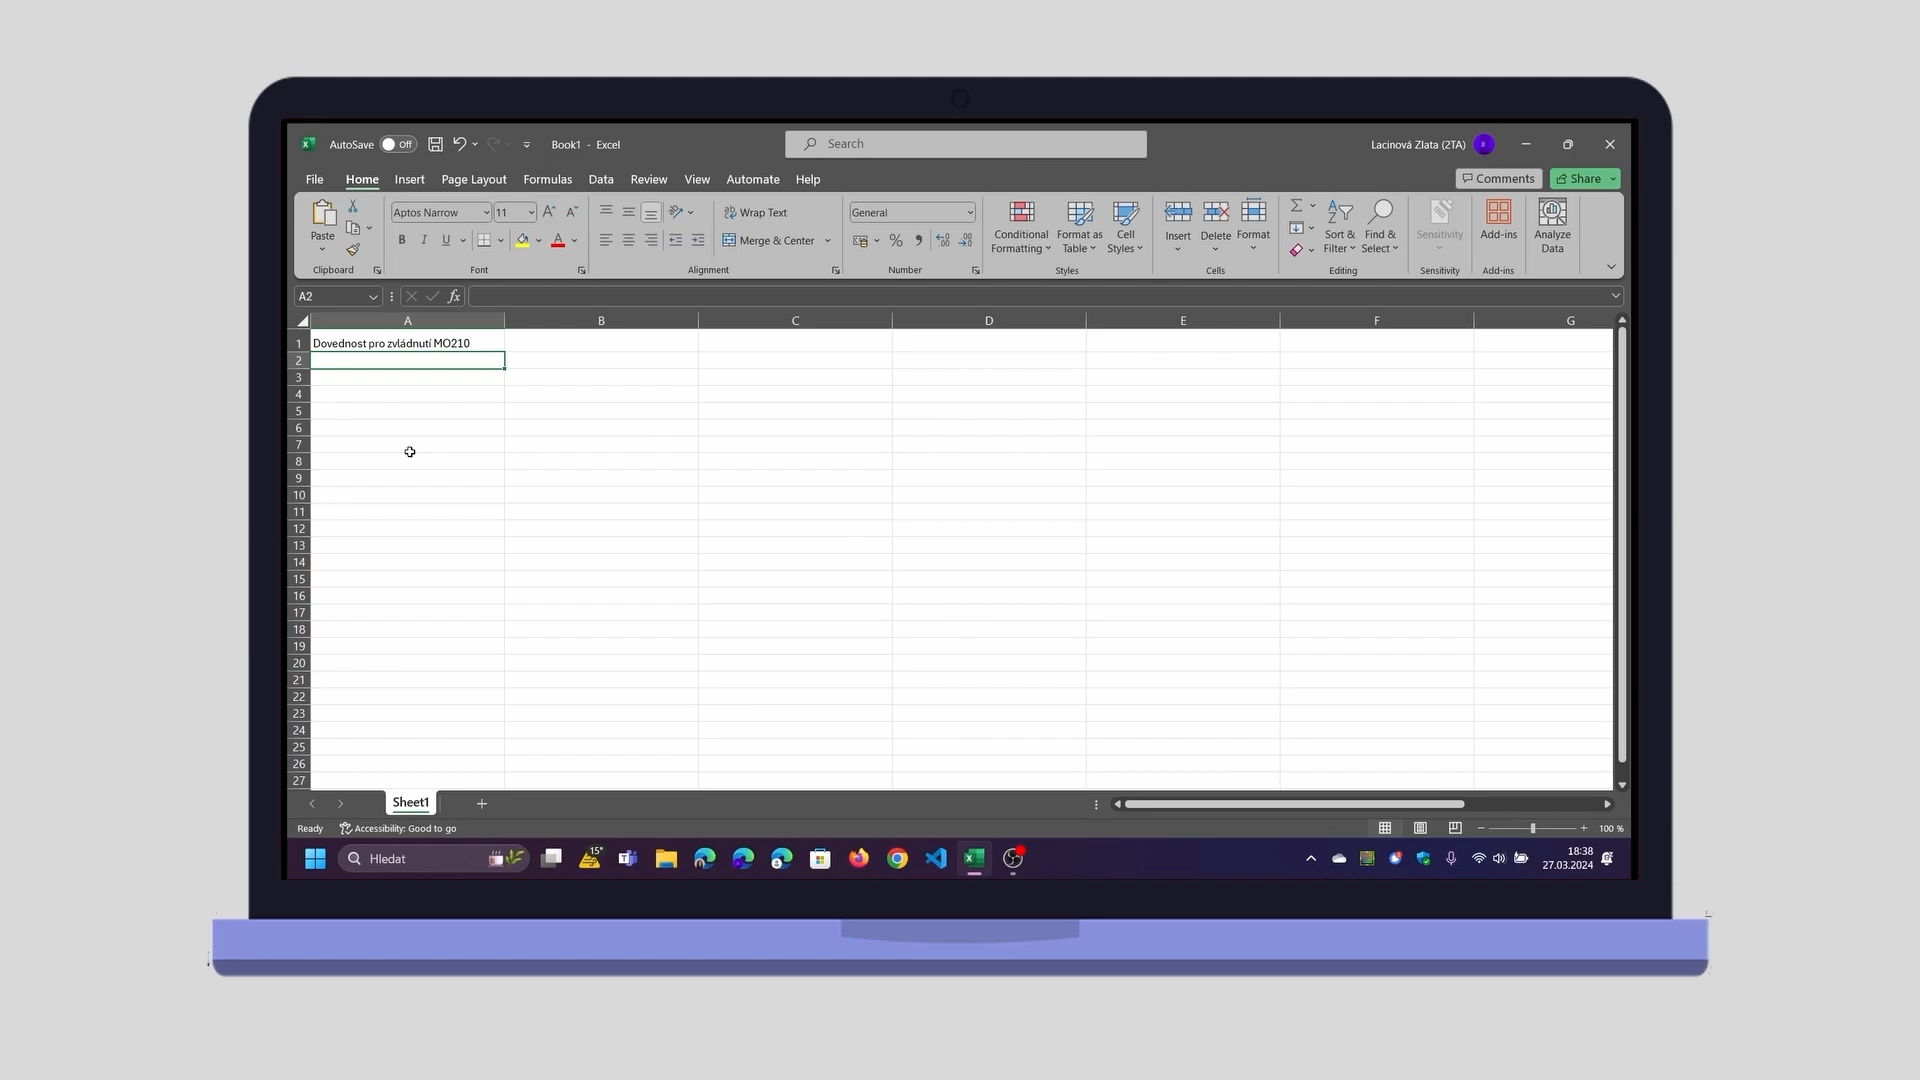 AutoSave Off Book1 - Excel Search Lacinová Zlata (2TA)
File Home Insert Page Layout Formulas Data Review View Automate Help Comments Share
Paste
Clipboard
Aptos Narrow 11
B I U A
Font
Wrap Text
Merge & Center
Alignment
General
%
Number
Conditional Formatting
Format as Table
Cell Styles
Styles
Insert Delete Format
Cells
Sort & Filter
Find & Select
Editing
Sensitivity
Sensitivity
Add-ins
Add-ins
Analyze Data
A2 fx
A B C D E F G
1 Dovednost pro zvládnutí MO210
2
3
4
5
6
7
8
9
10
11
12
13
14
15
16
17
18
19
20
21
22
23
24
25
26
27
Sheet1
Ready Accessibility: Good to go 100 %
Hledat 15° 18:38
27.03.2024